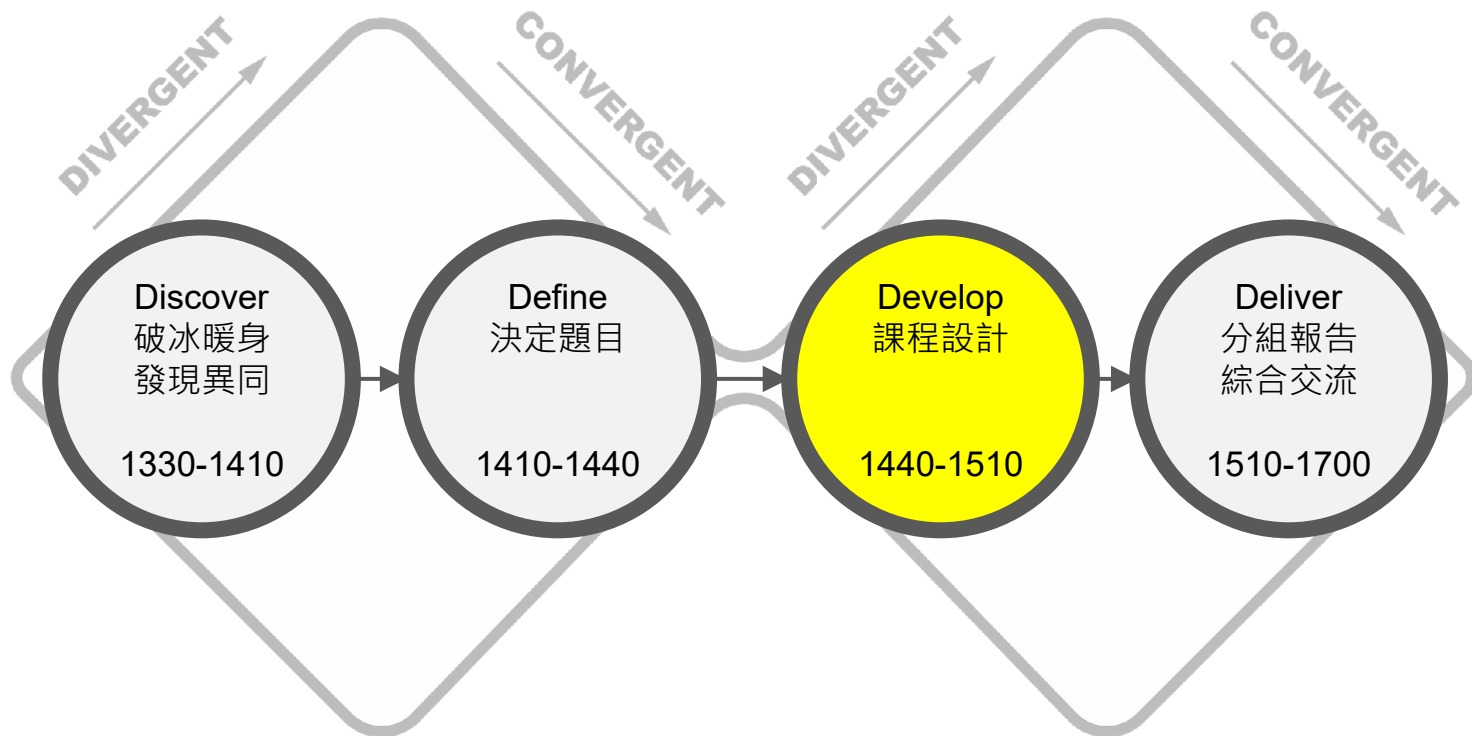 DIVERGENT
CONVERGENT
DIVERGENT
CONVERGENT
Discover
破冰暖身
發現異同
1330-1410
Define
決定題目
1410-1440
Develop
課程設計
1440-1510
Deliver
分組報告
綜合交流
1510-1700